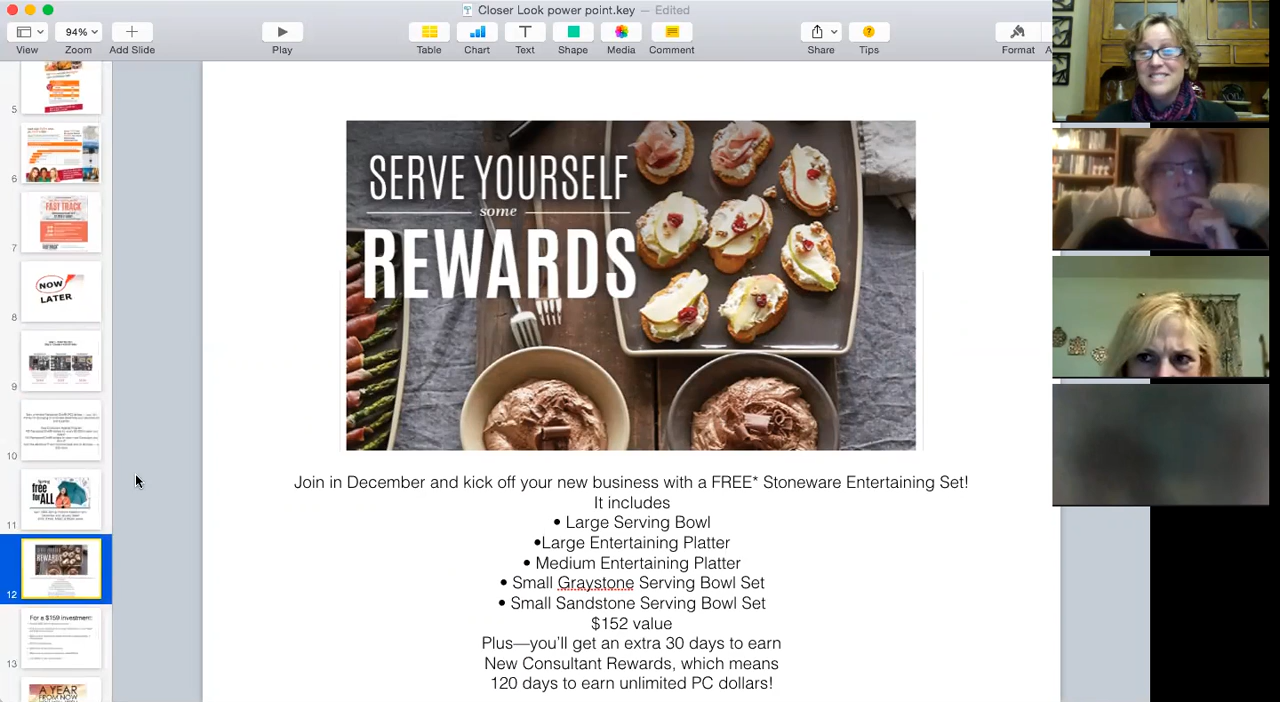 Closer Look power point.key — Edited
94%
View
Zoom
Add Slide
Play
Table
Chart
Text
Shape
Media
Comment
Share
Tips
Format
5
6
FAST TRACK
7
NOW
LATER
8
9
10
Spring
free
for ALL
11
12
For a $159 investment:
13
A YEAR
FROM NOW
SERVE YOURSELF
some
REWARDS
Join in December and kick off your new business with a FREE* Stoneware Entertaining Set!
It includes
• Large Serving Bowl
•Large Entertaining Platter
• Medium Entertaining Platter
• Small Graystone Serving Bowl Set
• Small Sandstone Serving Bowl Set
$152 value
Plus—you'll get an extra 30 days to earn
New Consultant Rewards, which means
120 days to earn unlimited PC dollars!